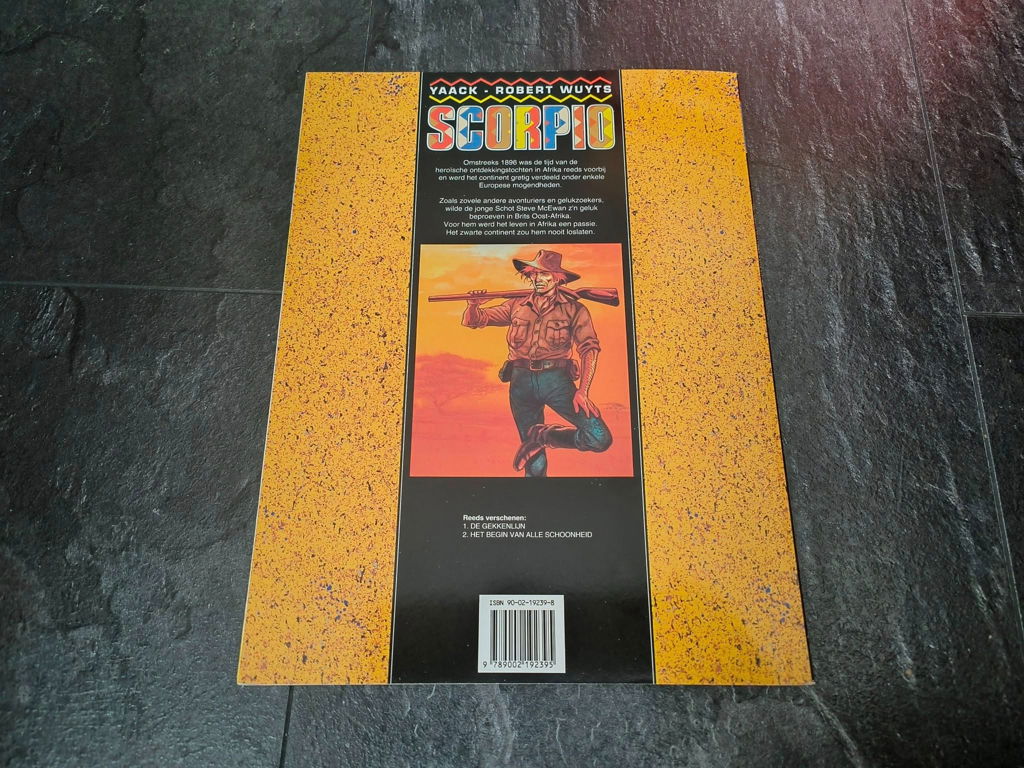 YAACK - ROBERT WUYTS
SCORPIO
Omstreeks 1896 was de tijd van de
heroïsche ontdekkingstochten in Afrika reeds voorbij
en werd het continent gretig verdeeld onder enkele
Europese mogendheden.
Zoals zovele andere avonturiers en gelukzoekers,
wilde de jonge Schot Steve McEwan z'n geluk
beproeven in Brits Oost-Afrika.
Voor hem werd het leven in Afrika een passie.
Het zwarte continent zou hem nooit loslaten.
Reeds verschenen:
1. DE GEKKENLIJN
2. HET BEGIN VAN ALLE SCHOONHEID
ISBN 90-02-19239-8
9 789002 192395